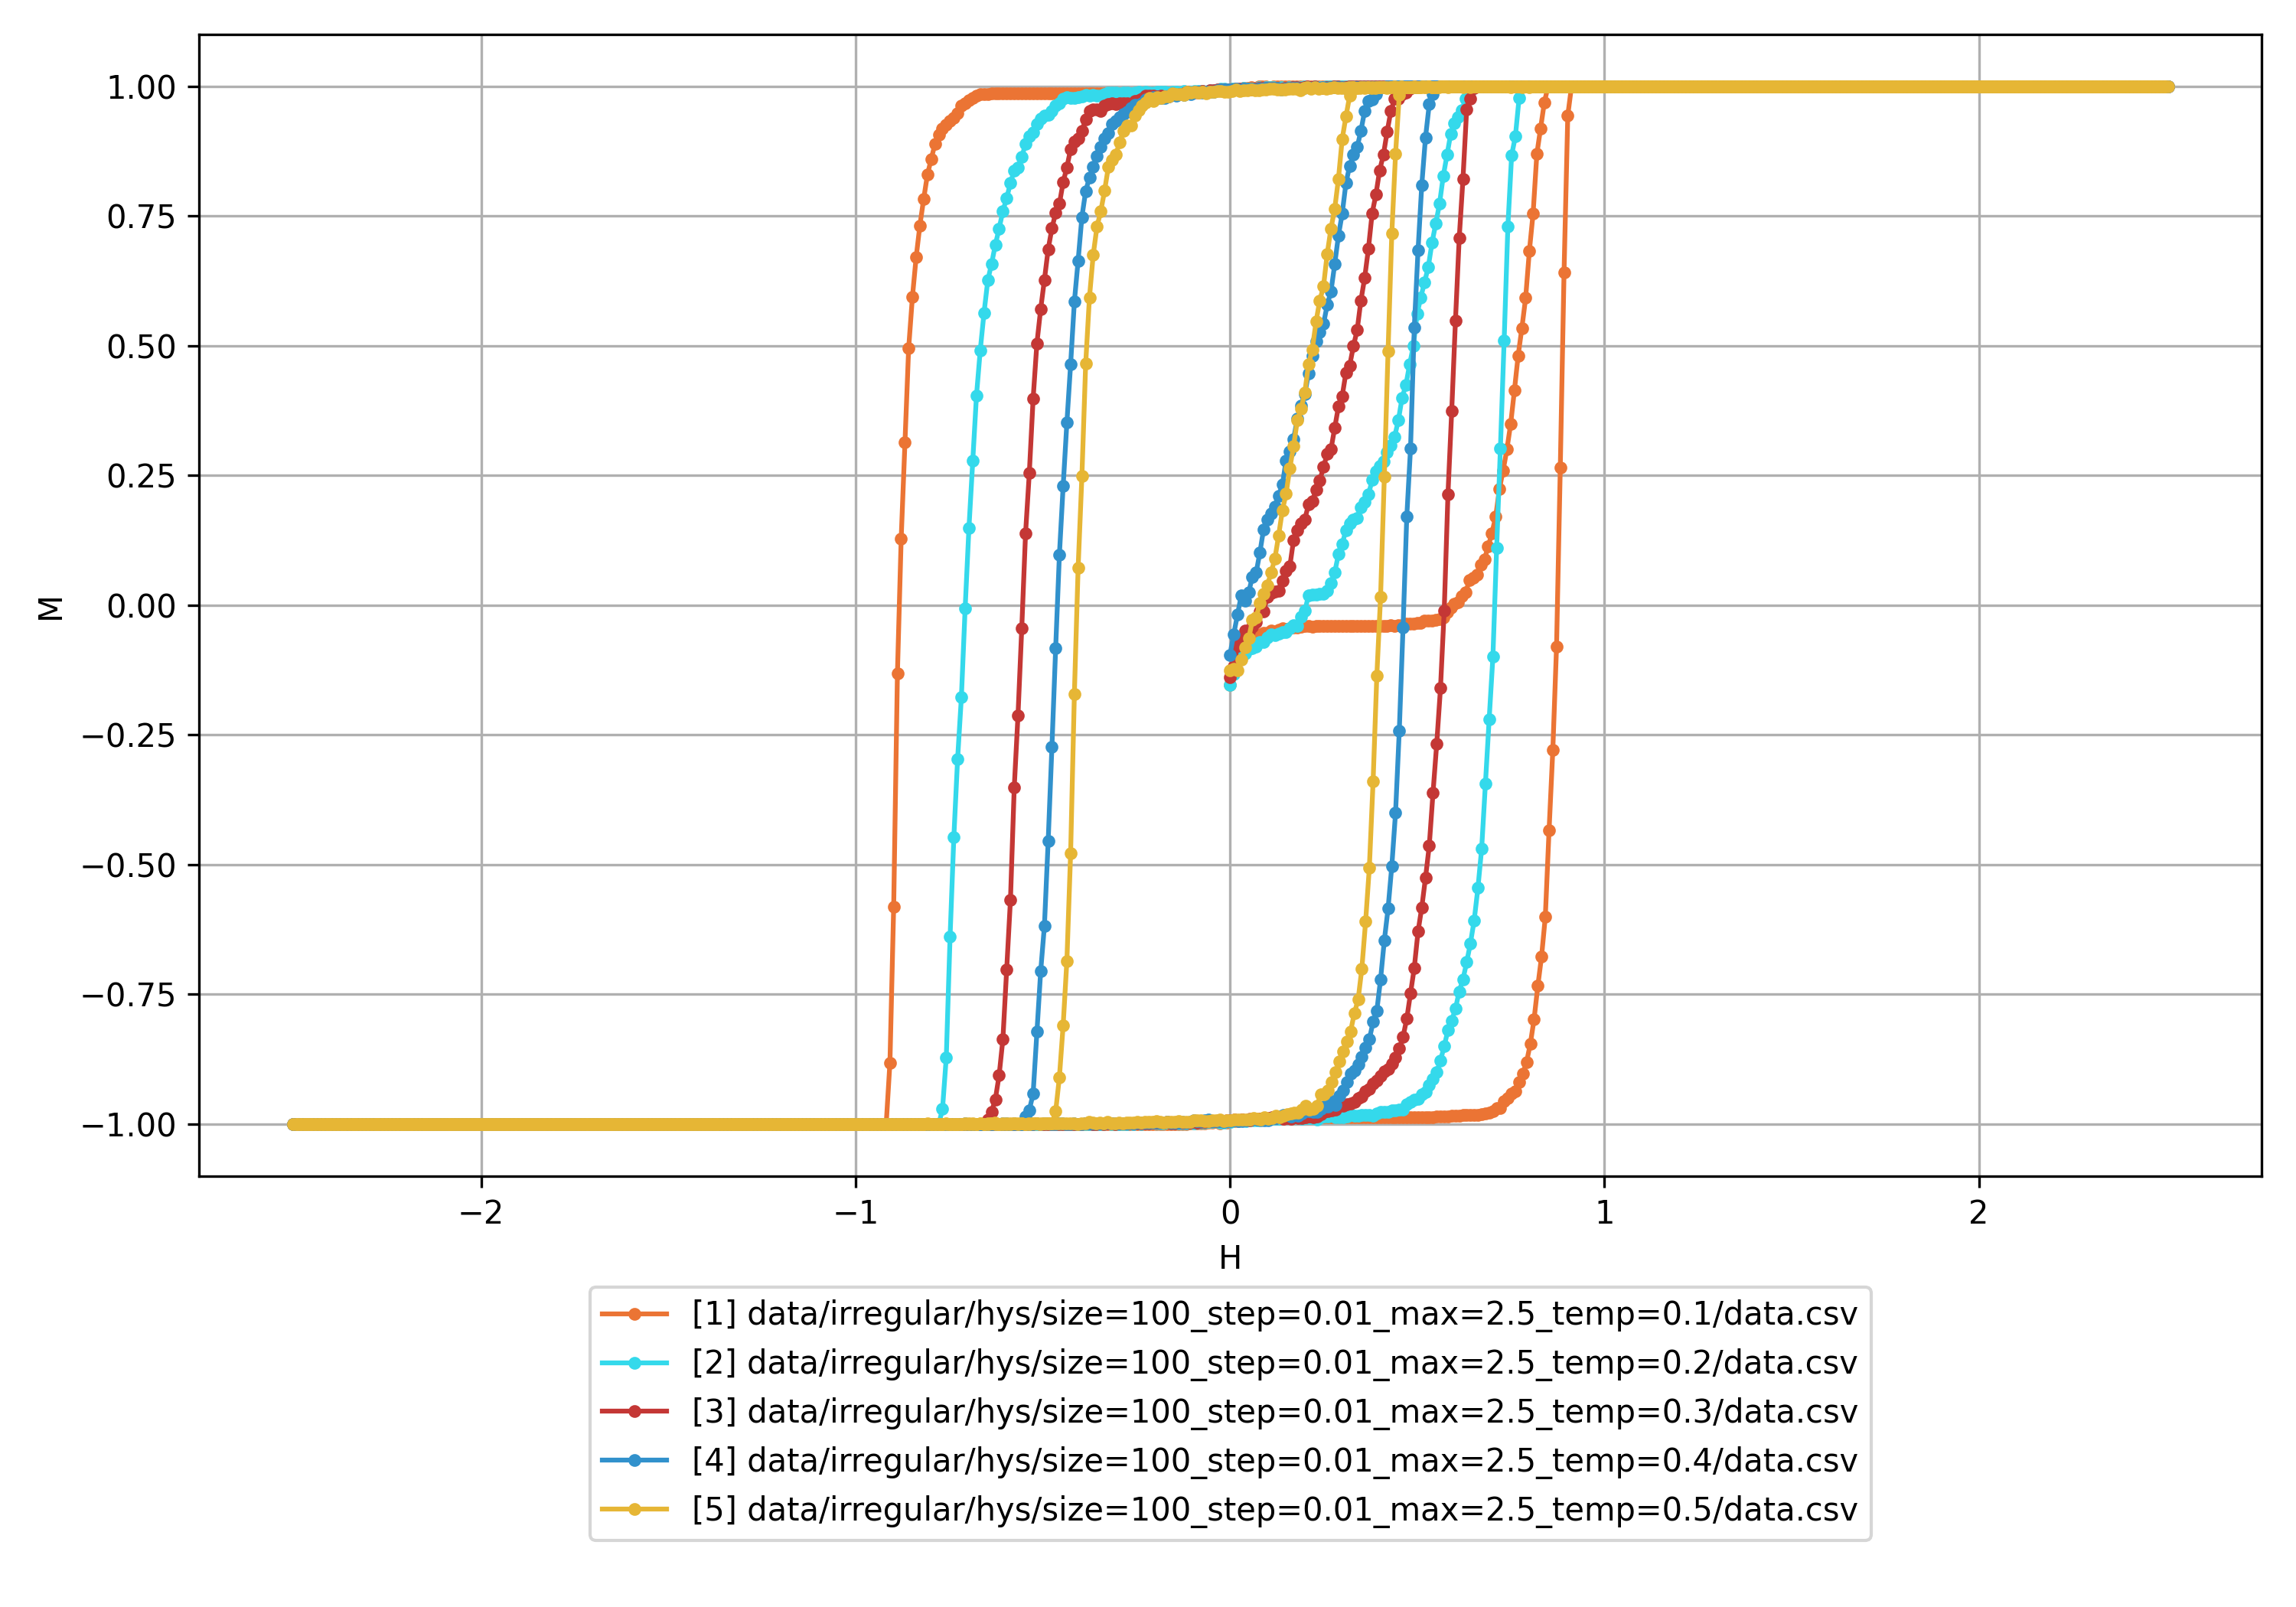 1.00
0.75
0.50
0.25
0.00
−0.25
−0.50
−0.75
−1.00
M
−2 −1 0 1 2
H
[1] data/irregular/hys/size=100_step=0.01_max=2.5_temp=0.1/data.csv
[2] data/irregular/hys/size=100_step=0.01_max=2.5_temp=0.2/data.csv
[3] data/irregular/hys/size=100_step=0.01_max=2.5_temp=0.3/data.csv
[4] data/irregular/hys/size=100_step=0.01_max=2.5_temp=0.4/data.csv
[5] data/irregular/hys/size=100_step=0.01_max=2.5_temp=0.5/data.csv